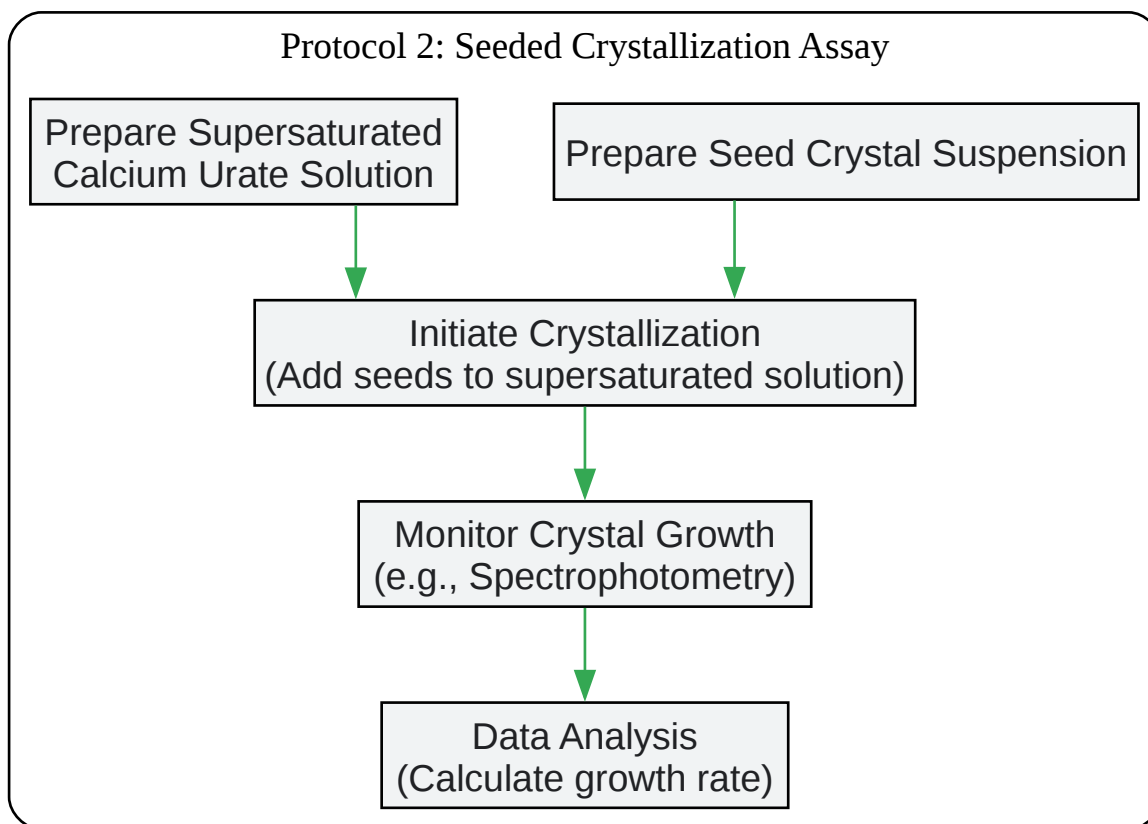 Protocol 2: Seeded Crystallization Assay
Prepare Supersaturated
Calcium Urate Solution
Prepare Seed Crystal Suspension
Initiate Crystallization
(Add seeds to supersaturated solution)
Monitor Crystal Growth
(e.g., Spectrophotometry)
Data Analysis
(Calculate growth rate)